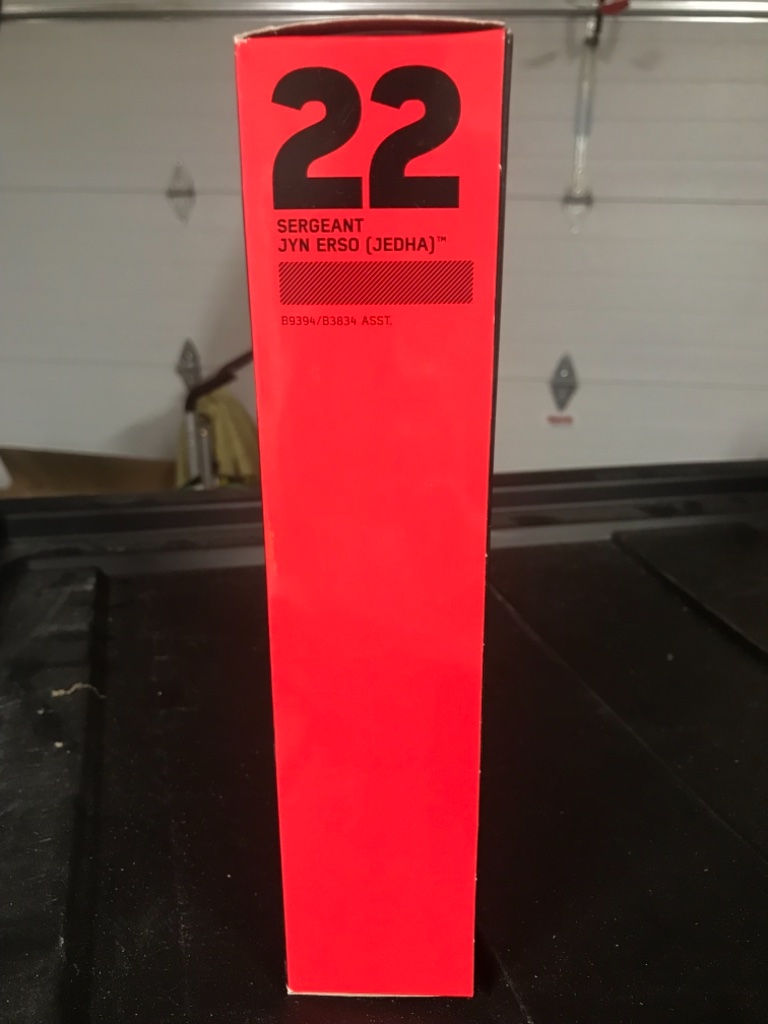 22
SERGEANT
JYN ERSO (JEDHA)™
B9394/B3834 ASST.